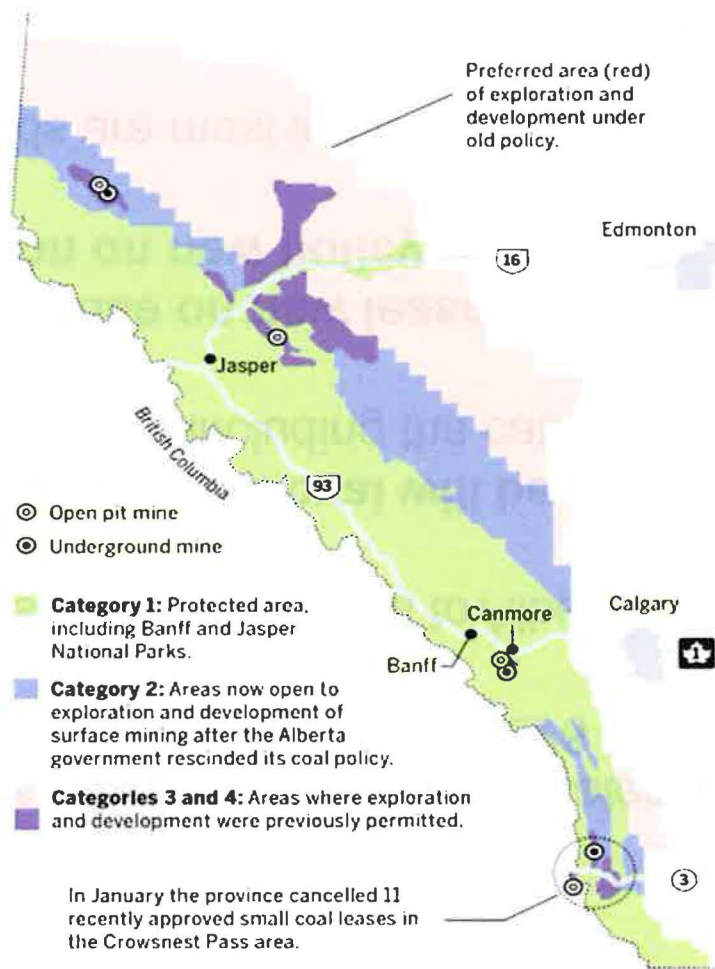 Preferred area (red)
of exploration and
development under
old policy.
Edmonton
16
Jasper
British Columbia
93
Open pit mine
Underground mine
Category 1: Protected area,
including Banff and Jasper
National Parks.
Canmore
Calgary
1
Banff
Category 2: Areas now open to
exploration and development of
surface mining after the Alberta
government rescinded its coal policy.
Categories 3 and 4: Areas where exploration
and development were previously permitted.
3
In January the province cancelled 11
recently approved small coal leases in
the Crowsnest Pass area.